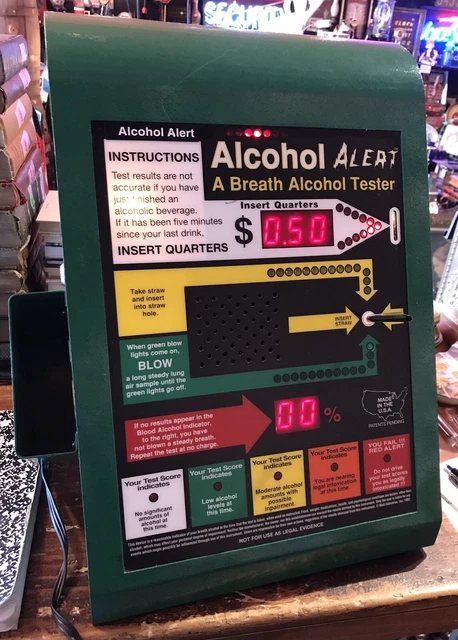 SECURITY
Alcohol Alert
INSTRUCTIONS
Test results are not
accurate if you have
just finished an
alcoholic beverage.
If it has been five minutes
since your last drink,
INSERT QUARTERS
Alcohol ALERT
A Breath Alcohol Tester
Insert Quarters
$ 0.50
Take straw
and insert
into straw
hole.
INSERT
STRAW
When green blow
lights come on,
BLOW
a long steady lung
air sample until the
green lights go off.
If no results appear in the
Blood Alcohol Indicator,
to the right, you have
not blown a steady breath.
Repeat the test at no charge.
00 %
MADE
IN THE
U.S.A.
PATENTS PENDING
Your Test Score
indicates
No significant
amounts of
alcohol at
this time.
Your Test Score
indicates
Low alcohol
levels at
this time.
Your Test Score
indicates
Moderate alcohol
amounts with
possible
impairment.
Your Test Score
indicates
You are nearing
legal intoxication
at this time.
YOU FAIL !!!
RED ALERT
Do not drive
your test scores
you as legally
intoxicated
NOT FOR USE AS LEGAL EVIDENCE